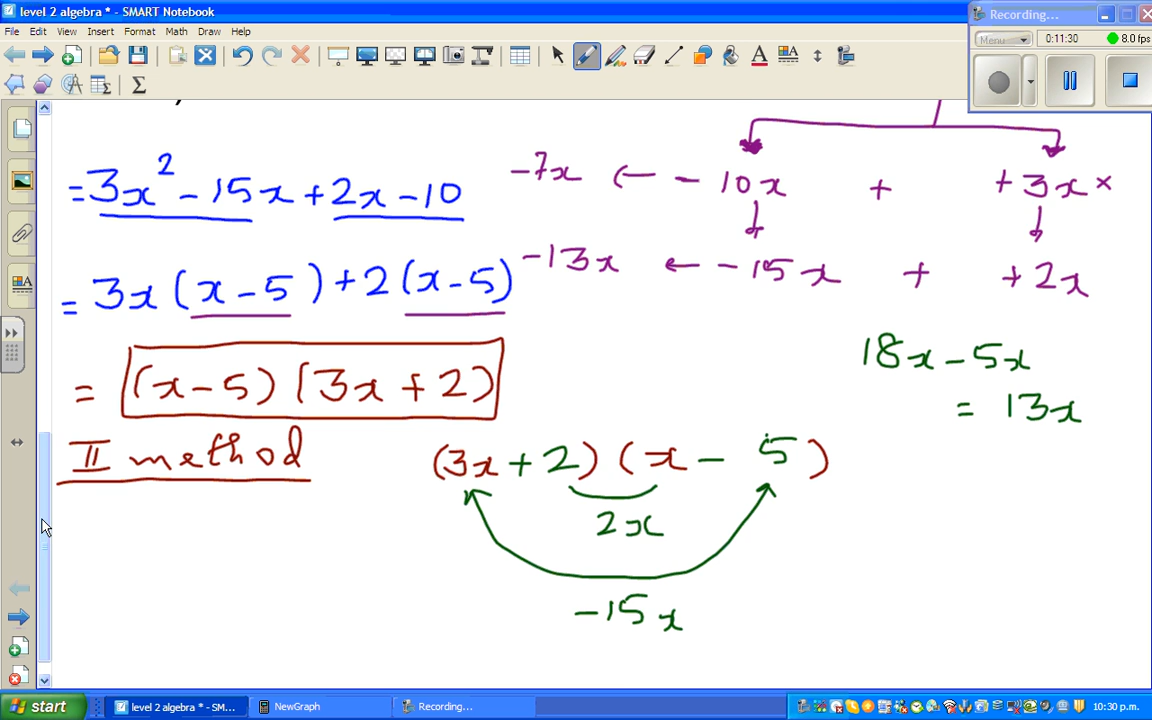 level 2 algebra * - SMART Notebook
File Edit View Insert Format Math Draw Help
Recording...
Menu 0:11:30 8.0 fps
= 3x² - 15x + 2x - 10
-7x ← - 10x + + 3x ×
= 3x (x - 5) + 2 (x - 5)
-13x ← - 15x + + 2x
18x - 5x
= 13x
= (x - 5) (3x + 2)
II method
(3x + 2) (x - 5)
2x
-15x
start
level 2 algebra * - SM...
NewGraph
Recording...
10:30 p.m.